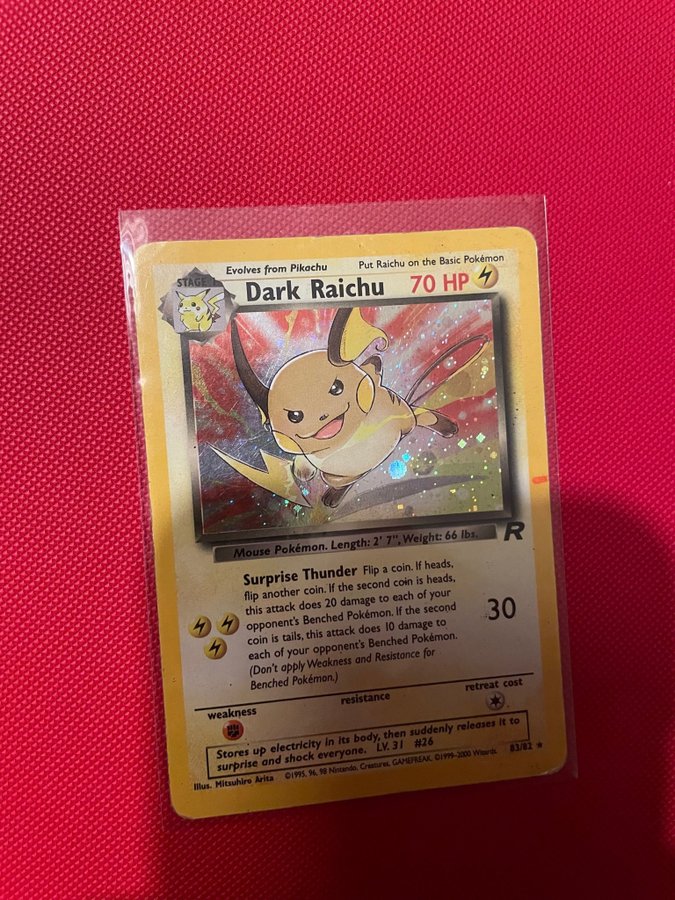 Evolves from Pikachu
Put Raichu on the Basic Pokémon
STAGE 1
Dark Raichu 70 HP
Mouse Pokémon. Length: 2' 7", Weight: 66 lbs.
R
Surprise Thunder Flip a coin. If heads,
flip another coin. If the second coin is heads,
this attack does 20 damage to each of your
opponent's Benched Pokémon. If the second
coin is tails, this attack does 10 damage to
each of your opponent's Benched Pokémon.
(Don't apply Weakness and Resistance for
Benched Pokémon.)
30
weakness
resistance
retreat cost
Stores up electricity in its body, then suddenly releases it to
surprise and shock everyone. LV. 31 #26
Illus. Mitsuhiro Arita ©1995, 96, 98 Nintendo, Creatures, GAMEFREAK. ©1999-2000 Wizards. 83/82 ★